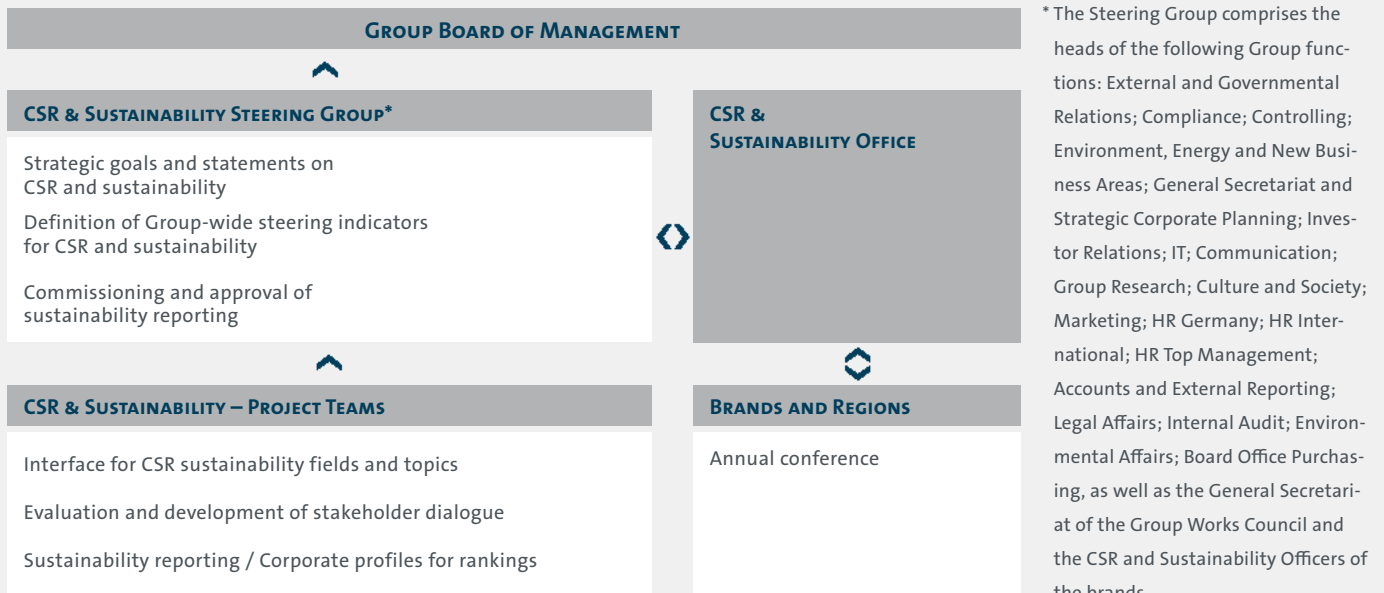 GROUP BOARD OF MANAGEMENT
CSR & SUSTAINABILITY STEERING GROUP*
Strategic goals and statements on
CSR and sustainability
Definition of Group-wide steering indicators
for CSR and sustainability
Commissioning and approval of
sustainability reporting
CSR &
SUSTAINABILITY OFFICE
CSR & SUSTAINABILITY – PROJECT TEAMS
Interface for CSR sustainability fields and topics
Evaluation and development of stakeholder dialogue
Sustainability reporting / Corporate profiles for rankings
BRANDS AND REGIONS
Annual conference
* The Steering Group comprises the
heads of the following Group func-
tions: External and Governmental
Relations; Compliance; Controlling;
Environment, Energy and New Busi-
ness Areas; General Secretariat and
Strategic Corporate Planning; Inves-
tor Relations; IT; Communication;
Group Research; Culture and Society;
Marketing; HR Germany; HR Inter-
national; HR Top Management;
Accounts and External Reporting;
Legal Affairs; Internal Audit; Environ-
mental Affairs; Board Office Purchas-
ing, as well as the General Secretari-
at of the Group Works Council and
the CSR and Sustainability Officers of
the brands